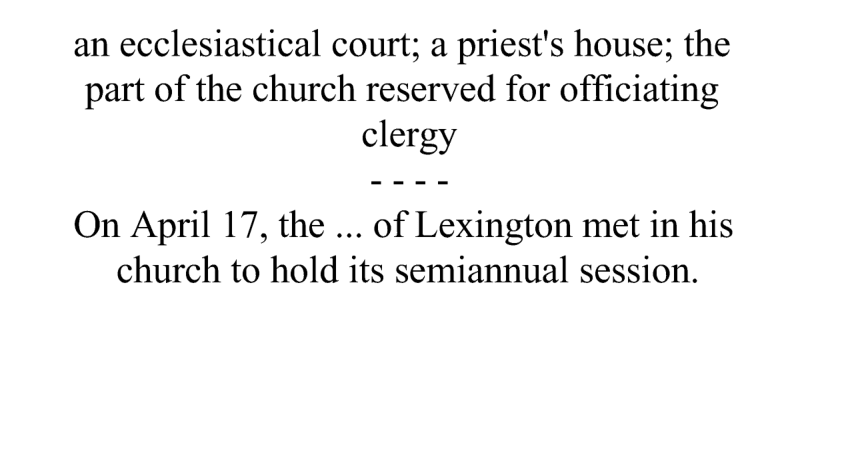 an ecclesiastical court; a priest's house; the
part of the church reserved for officiating
clergy
- - - -
On April 17, the ... of Lexington met in his
church to hold its semiannual session.